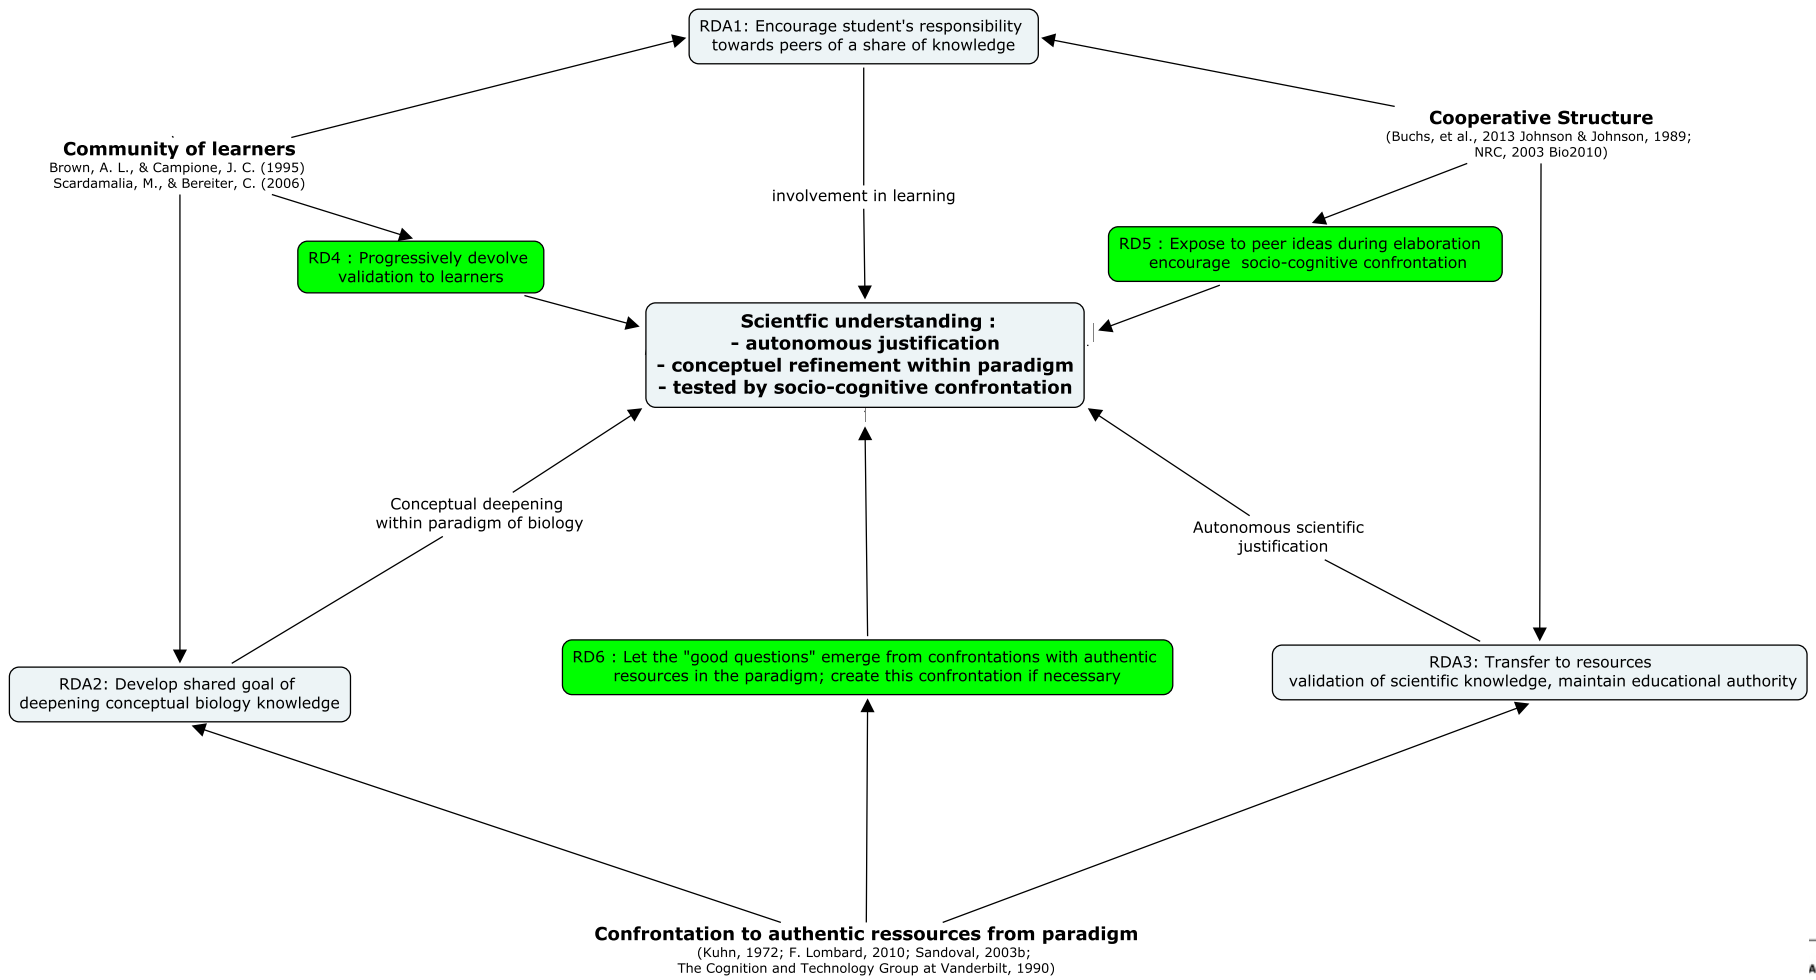 RDA1: Encourage student's responsibility
towards peers of a share of knowledge
Cooperative Structure
(Buchs, et al., 2013 Johnson & Johnson, 1989;
NRC, 2003 Bio2010)
Community of learners
Brown, A. L., & Campione, J. C. (1995)
Scardamalia, M., & Bereiter, C. (2006)
involvement in learning
RD4 : Progressively devolve
validation to learners
RD5 : Expose to peer ideas during elaboration
encourage socio-cognitive confrontation
Scientfic understanding :
- autonomous justification
- conceptuel refinement within paradigm
- tested by socio-cognitive confrontation
Conceptual deepening
within paradigm of biology
Autonomous scientific
justification
RD6 : Let the "good questions" emerge from confrontations with authentic
resources in the paradigm; create this confrontation if necessary
RDA3: Transfer to resources
validation of scientific knowledge, maintain educational authority
RDA2: Develop shared goal of
deepening conceptual biology knowledge
Confrontation to authentic ressources from paradigm
(Kuhn, 1972; F. Lombard, 2010; Sandoval, 2003b;
The Cognition and Technology Group at Vanderbilt, 1990)